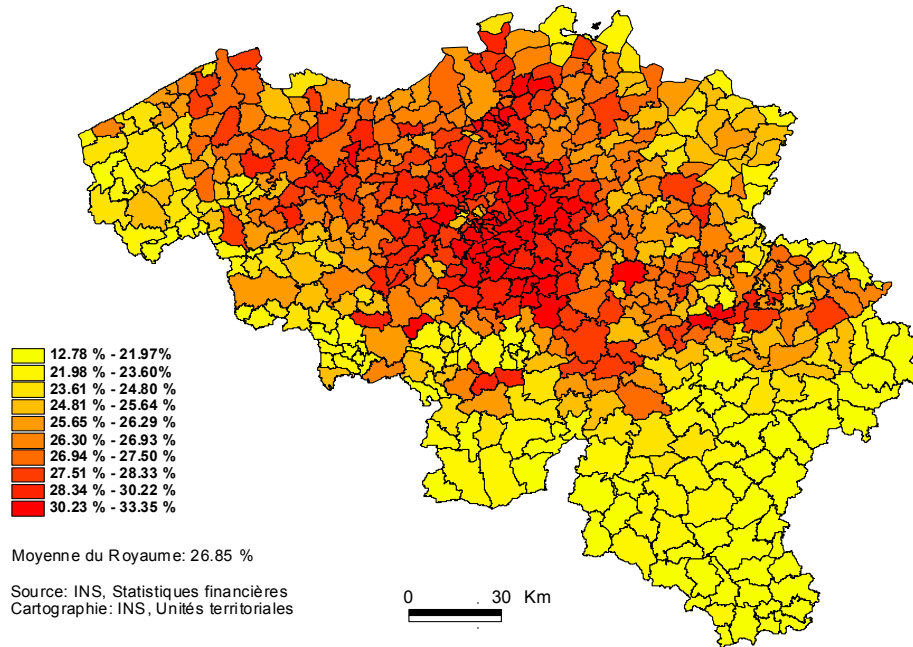 12.78 % - 21.97%
21.98 % - 23.60%
23.61 % - 24.80 %
24.81 % - 25.64 %
25.65 % - 26.29 %
26.30 % - 26.93 %
26.94 % - 27.50 %
27.51 % - 28.33 %
28.34 % - 30.22 %
30.23 % - 33.35 %
Moyenne du Royaume: 26.85 %
Source: INS, Statistiques financières
Cartographie: INS, Unités territoriales
0 30 Km